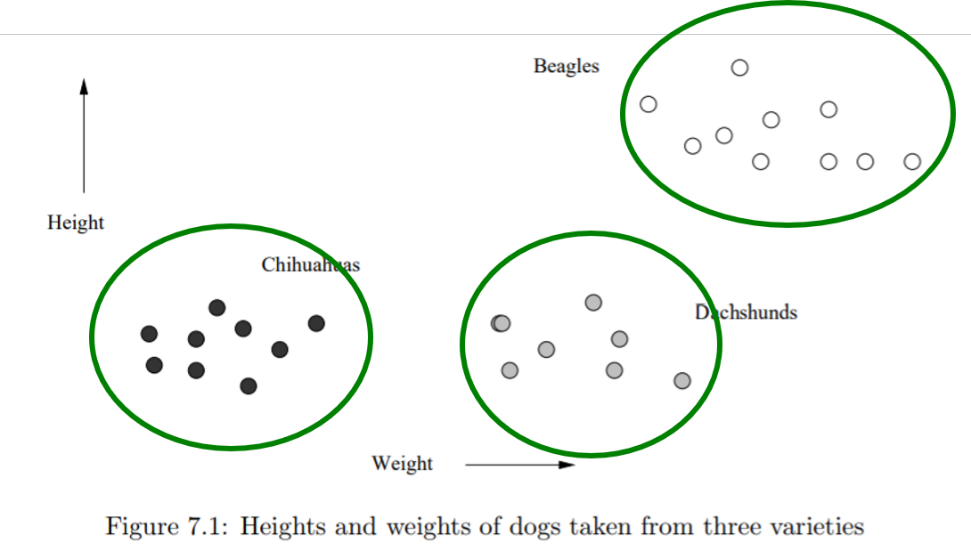 Beagles
Height
Chihuahuas
Dachshunds
Weight
Figure 7.1: Heights and weights of dogs taken from three varieties